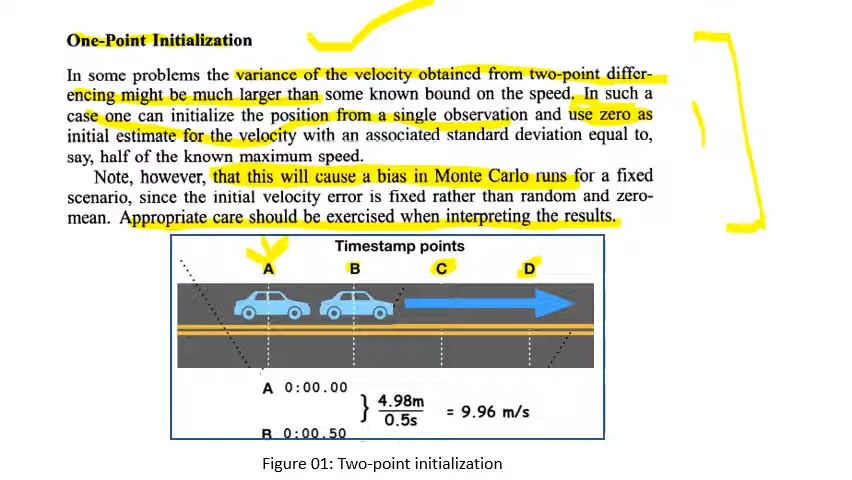 One-Point Initialization
In some problems the variance of the velocity obtained from two-point differ-
encing might be much larger than some known bound on the speed. In such a
case one can initialize the position from a single observation and use zero as
initial estimate for the velocity with an associated standard deviation equal to,
say, half of the known maximum speed.
Note, however, that this will cause a bias in Monte Carlo runs for a fixed
scenario, since the initial velocity error is fixed rather than random and zero-
mean. Appropriate care should be exercised when interpreting the results.
Timestamp points
A B C D
A 0:00.00
} 4.98m
0.5s
= 9.96 m/s
B 0:00.50
Figure 01: Two-point initialization